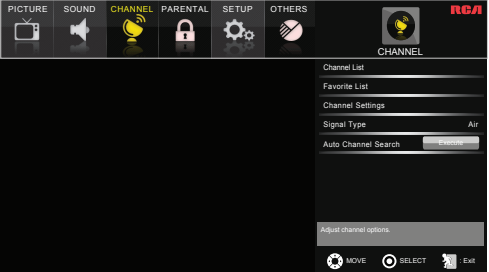 PICTURE SOUND CHANNEL PARENTAL SETUP OTHERS
RCA
CHANNEL
Channel List
Favorite List
Channel Settings
Signal Type Air
Auto Channel Search Execute
Adjust channel options.
MOVE SELECT : Exit